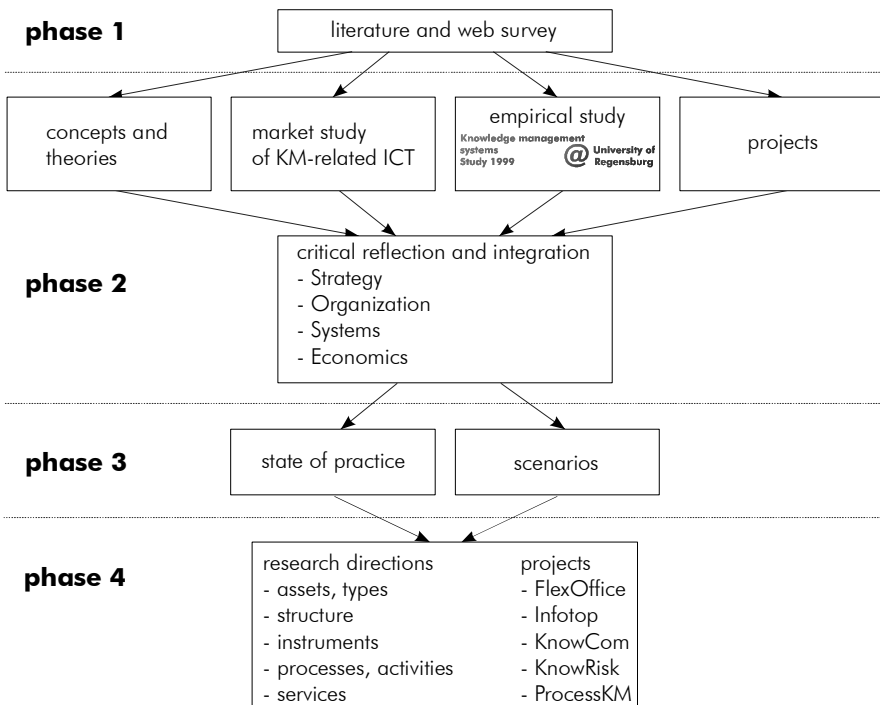 phase 1
literature and web survey
concepts and
theories
market study
of KM-related ICT
empirical study
Knowledge management
systems
Study 1999
@ University of
Regensburg
projects
phase 2
critical reflection and integration
- Strategy
- Organization
- Systems
- Economics
phase 3
state of practice
scenarios
phase 4
research directions
- assets, types
- structure
- instruments
- processes, activities
- services
projects
- FlexOffice
- Infotop
- KnowCom
- KnowRisk
- ProcessKM